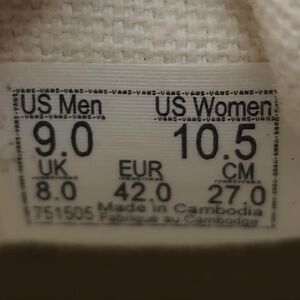 VANS-VANS-VANS-VANS-VANS-VANS-VANS
US Men US Women
9.0 10.5
UK EUR CM
8.0 42.0 27.0
751505 Made in Cambodia
Fabriqué au Cambodge